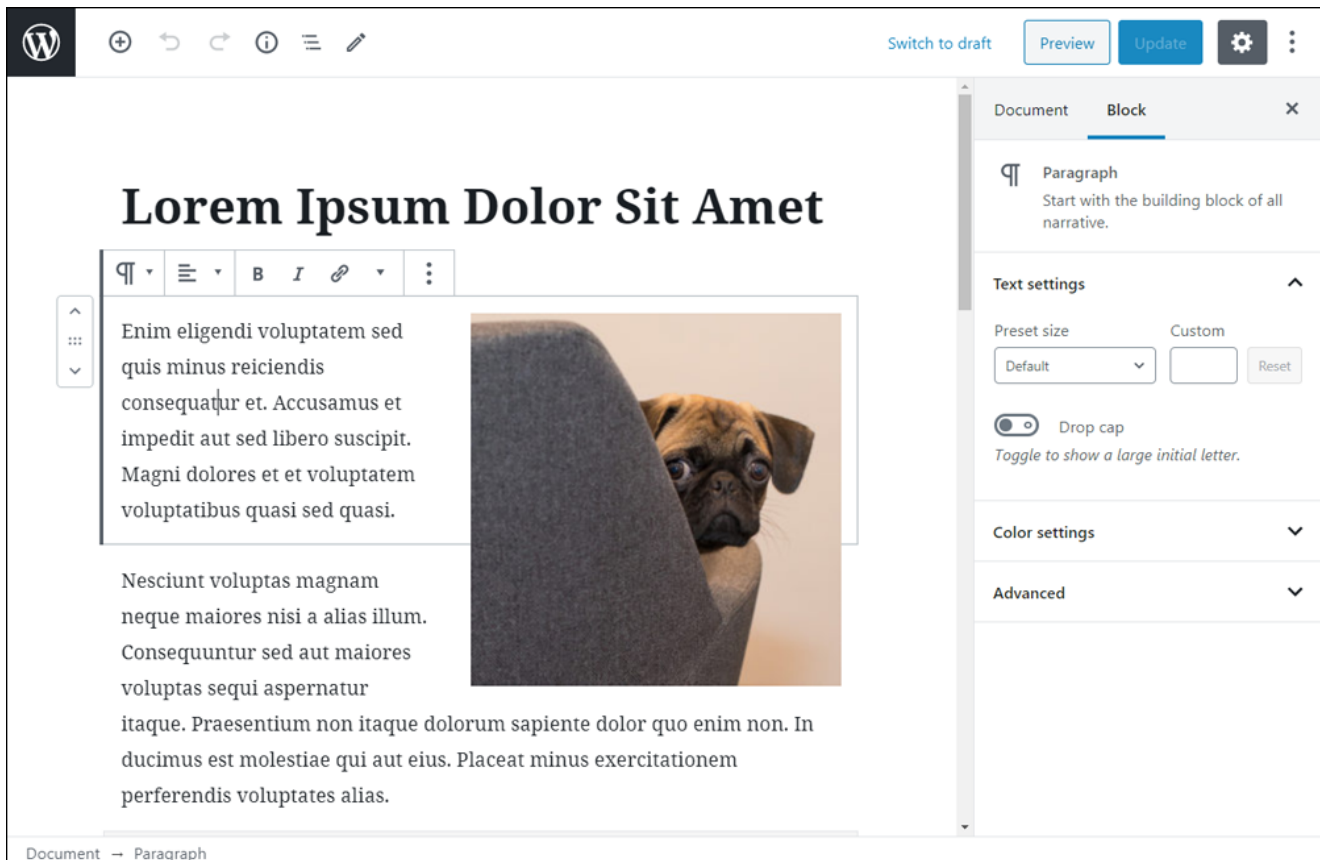 Switch to draft
Preview
Update
Document
Block
Paragraph
Start with the building block of all
narrative.
Lorem Ipsum Dolor Sit Amet
B I
Enim eligendi voluptatem sed
quis minus reiciendis
consequatur et. Accusamus et
impedit aut sed libero suscipit.
Magni dolores et et voluptatem
voluptatibus quasi sed quasi.
Nesciunt voluptas magnam
neque maiores nisi a alias illum.
Consequuntur sed aut maiores
voluptas sequi aspernatur
itaque. Praesentium non itaque dolorum sapiente dolor quo enim non. In
ducimus est molestiae qui aut eius. Placeat minus exercitationem
perferendis voluptates alias.
Text settings
Preset size
Custom
Default
Reset
Drop cap
Toggle to show a large initial letter.
Color settings
Advanced
Document → Paragraph